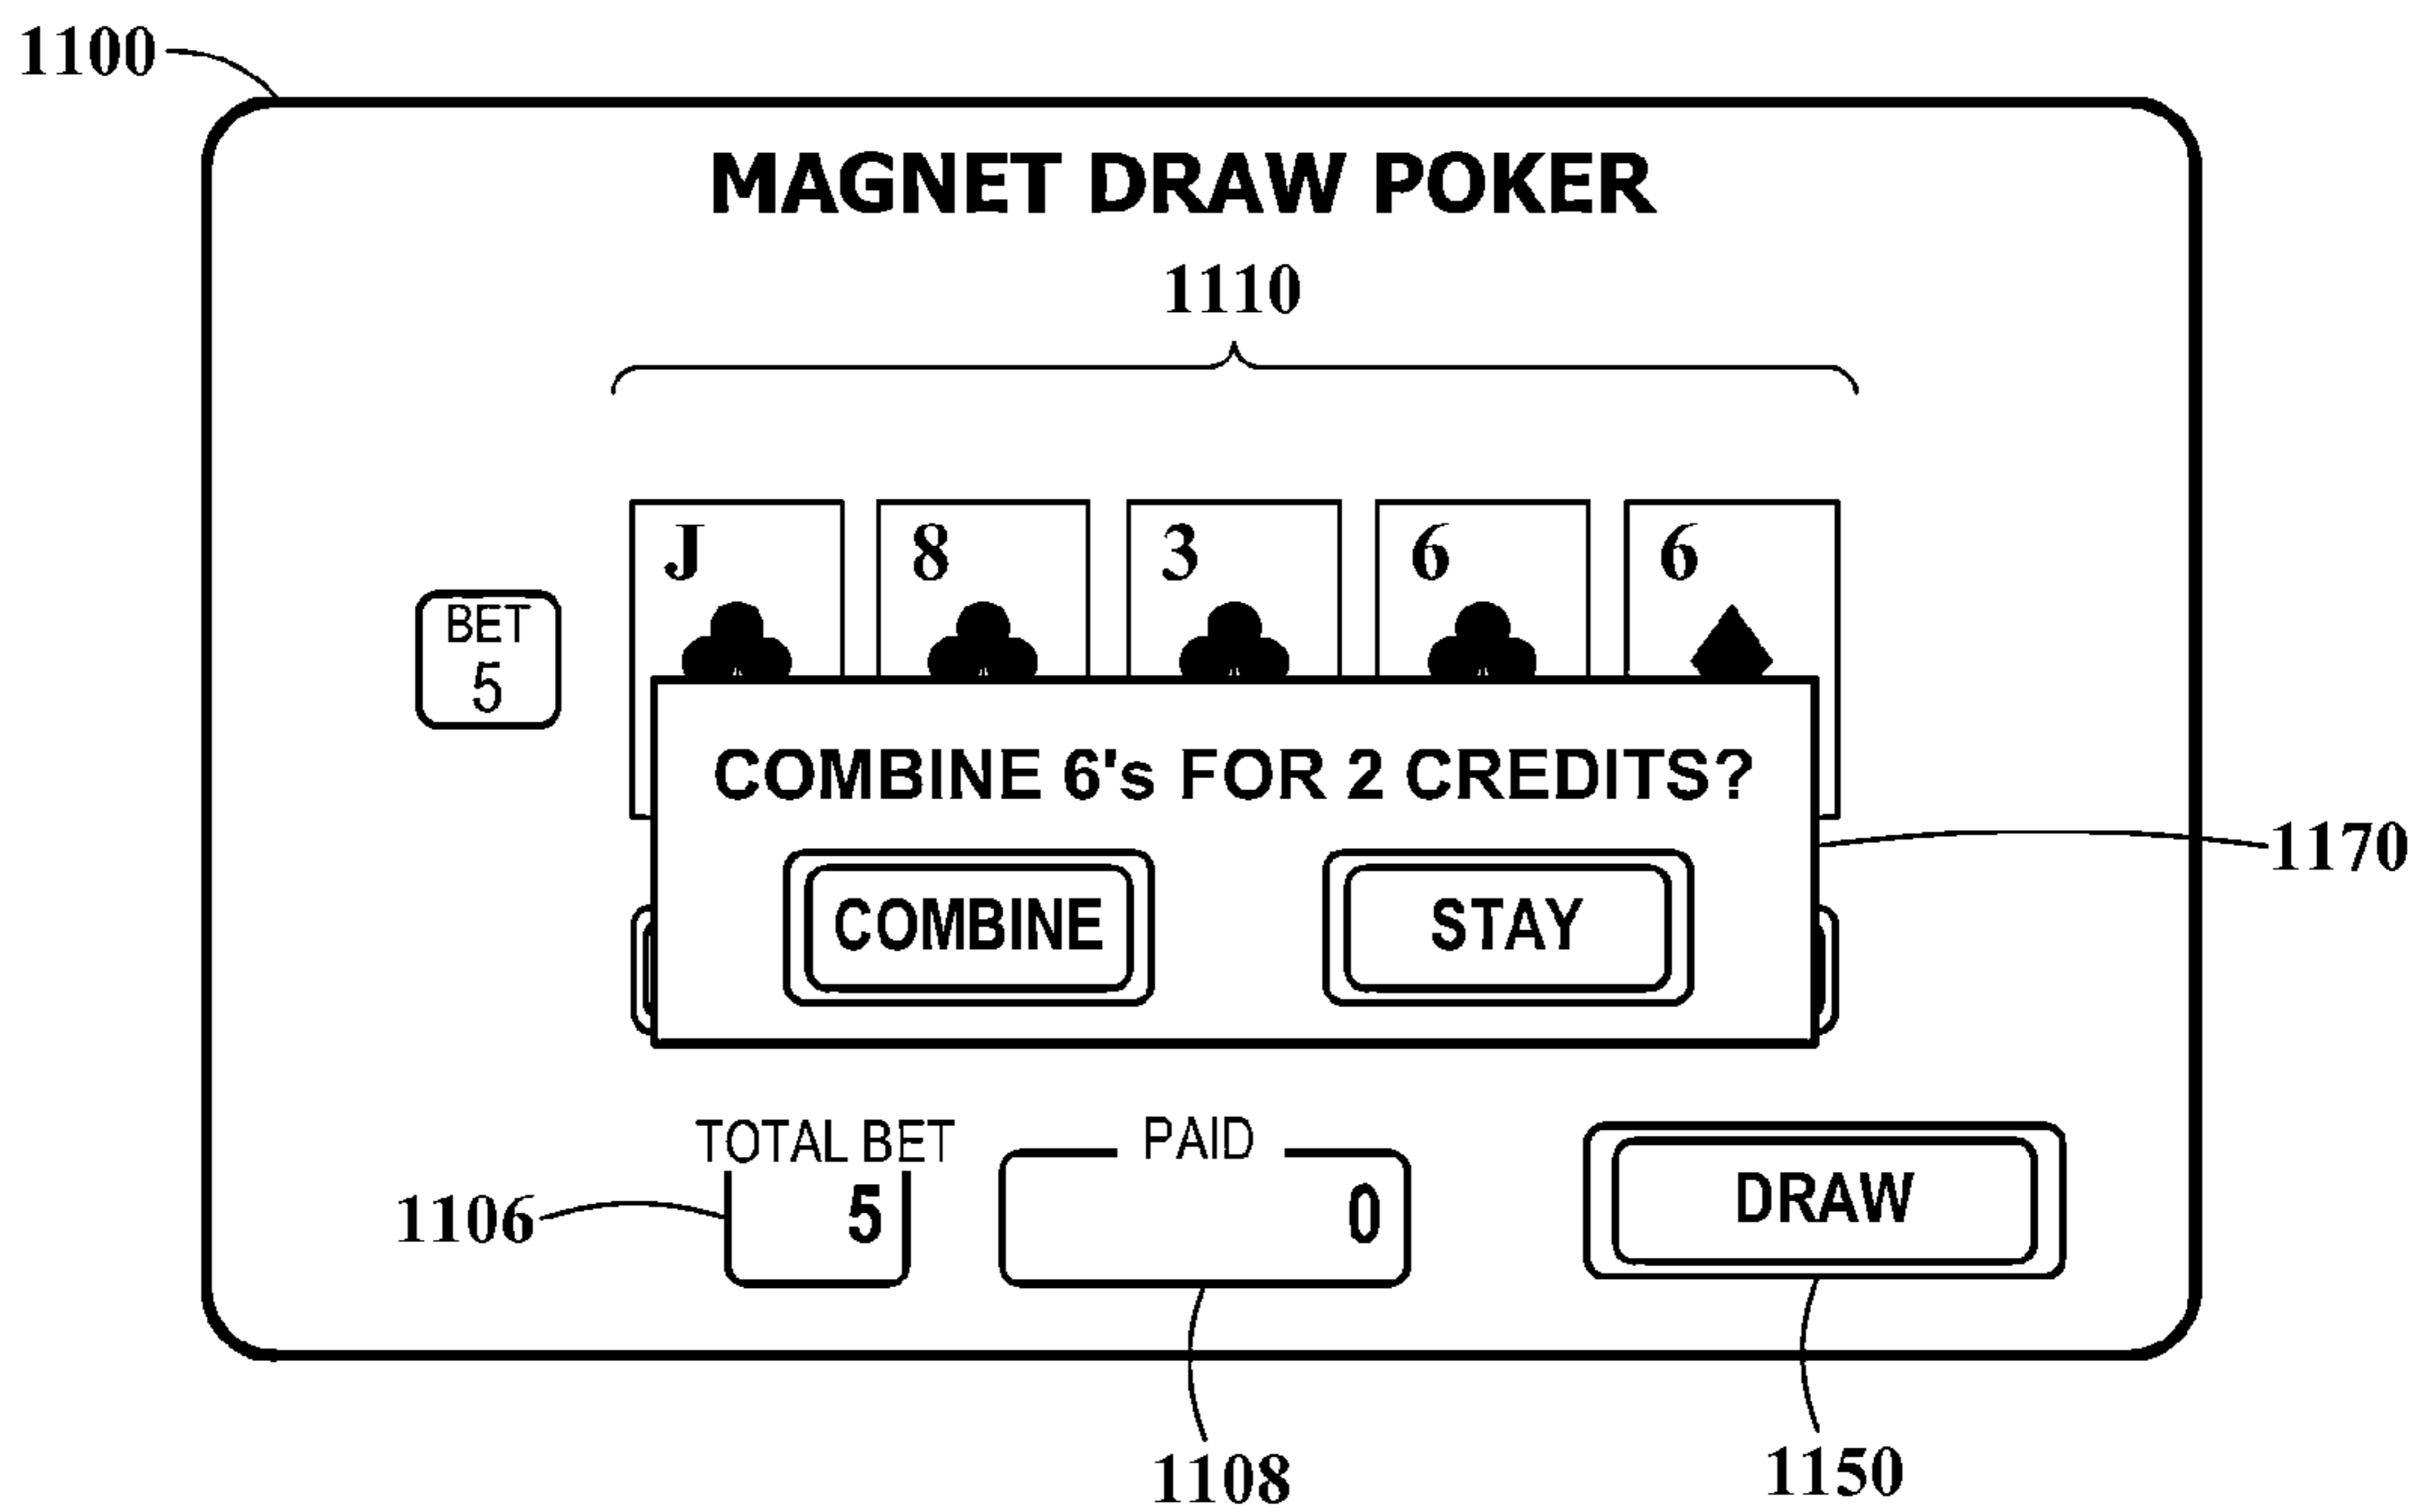 1100
MAGNET DRAW POKER
1110
J 8 3 6 6
BET
5
COMBINE 6's FOR 2 CREDITS?
1170
COMBINE STAY
TOTAL BET PAID
1106 5 0 DRAW
1108 1150